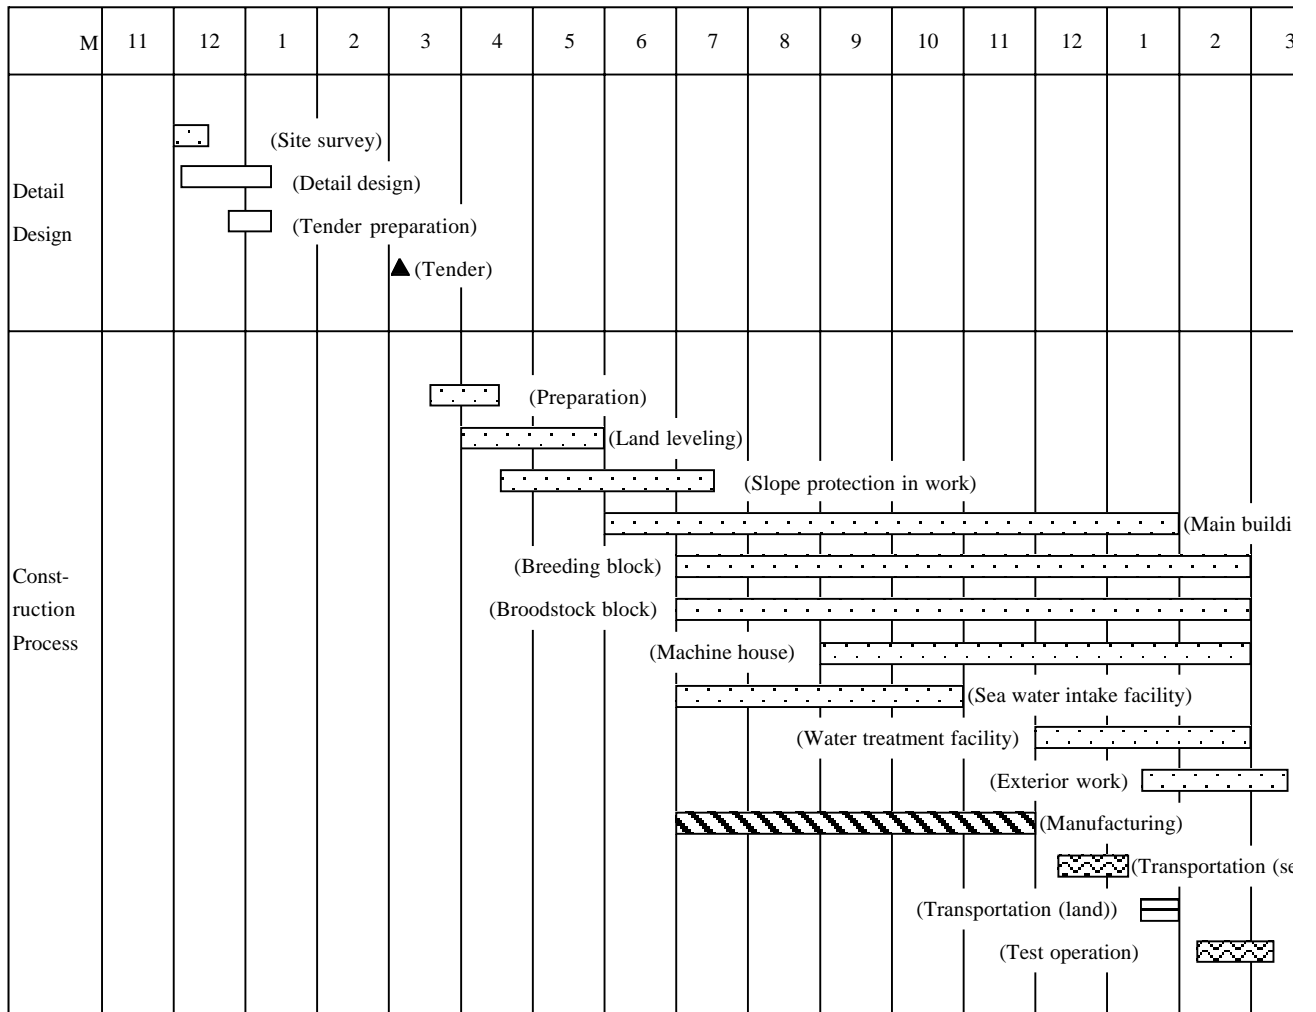 M 11 12 1 2 3 4 5 6 7 8 9 10 11 12 1 2 3
(Site survey)
(Detail design)
Detail
Design
(Tender preparation)
(Tender)
(Preparation)
(Land leveling)
(Slope protection in work)
(Main buildi
(Breeding block)
Const-
ruction
Process
(Broodstock block)
(Machine house)
(Sea water intake facility)
(Water treatment facility)
(Exterior work)
(Manufacturing)
(Transportation (se
(Transportation (land))
(Test operation)